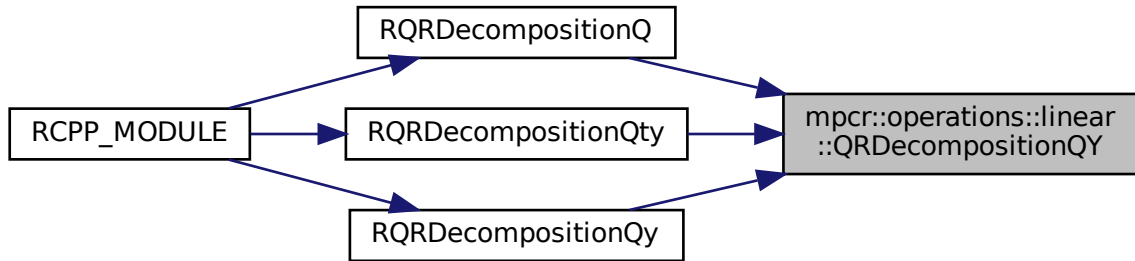 RQRDecompositionQ
RCPP_MODULE
RQRDecompositionQty
mpcr::operations::linear
::QRDecompositionQY
RQRDecompositionQy